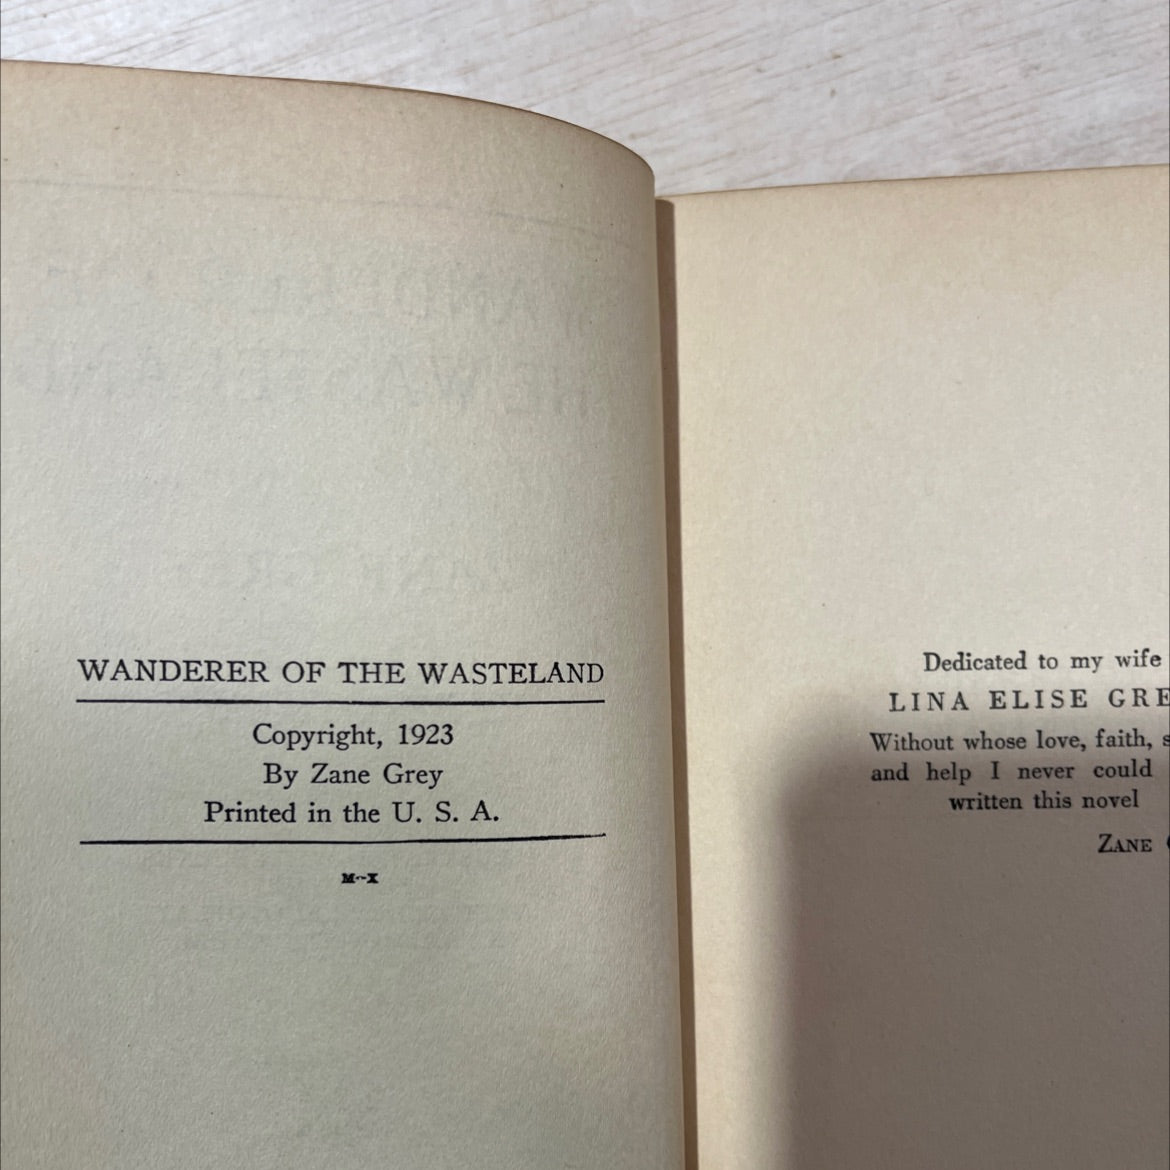 WANDERER OF THE WASTELAND
Copyright, 1923
By Zane Grey
Printed in the U. S. A.
M--X
Dedicated to my wife
LINA ELISE GRE
Without whose love, faith, s
and help I never could
written this novel
ZANE